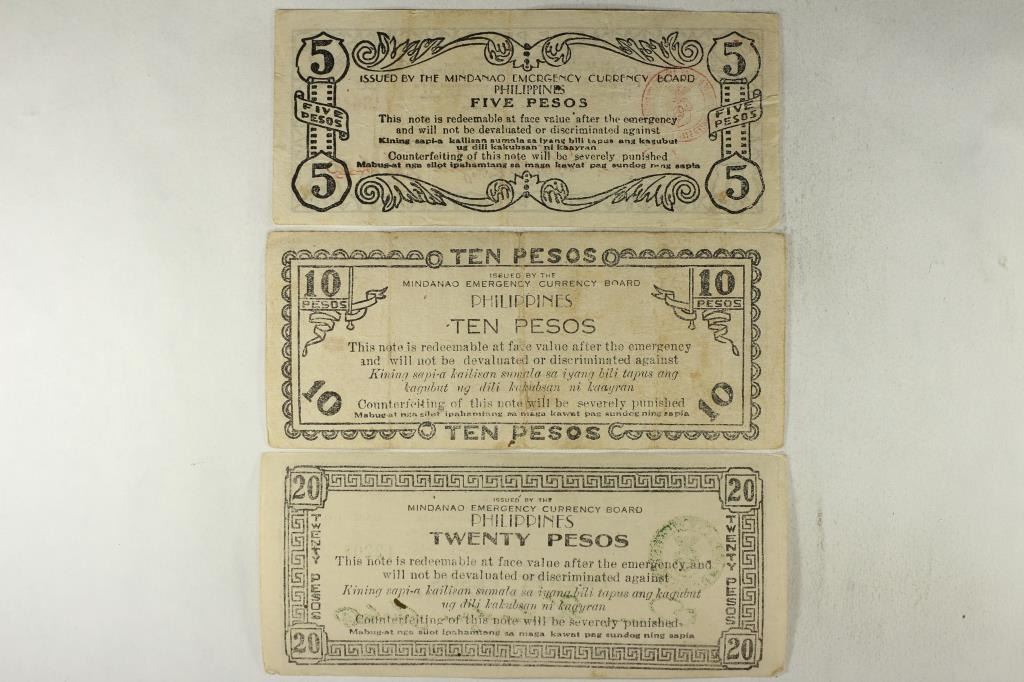 5 5
ISSUED BY THE MINDANAO EMERGENCY CURRENCY BOARD
PHILIPPINES
FIVE PESOS
FIVE PESOS FIVE PESOS
This note is redeemable at face value after the emergency
and will not be devaluated or discriminated against
Kining sapi-a kailisan sumala sa iyang bili tapus ang kagubut
ug dili kakubsan ni kaayran
Counterfeiting of this note will be severely punished
Mabug-at nga silot ipahamtang sa maga kawat pag sundog neng sapia
5 5
TEN PESOS
10 PESOS 10 PESOS
ISSUED BY THE
MINDANAO EMERGENCY CURRENCY BOARD
PHILIPPINES
TEN PESOS
This note is redeemable at face value after the emergency
and will not be devaluated or discriminated against
Kining sapi-a kailisan sumala sa iyang bili tapus ang
kagubut ug dili kakubsan ni kaayran
10 10
Counterfeiting of this note will be severely punished
Mabug-at nga silot ipahamtang sa maga kawat pag sundog ning sapia
TEN PESOS
20 20
ISSUED BY THE
MINDANAO EMERGENCY CURRENCY BOARD
PHILIPPINES
TWENTY PESOS
TWENTY PESOS TWENTY PESOS
This note is redeemable at face value after the emergency and
will not be devaluated or discriminated against
Kining sapi-a kailisan sumala sa iyang bili tapus ang kagubut
ug dili kakubsan ni kaayran
Counterfeiting of this note will be severely punished
Mabug-at nga silot ipahamtang sa maga kawat pag sundog ning sapia
20 20